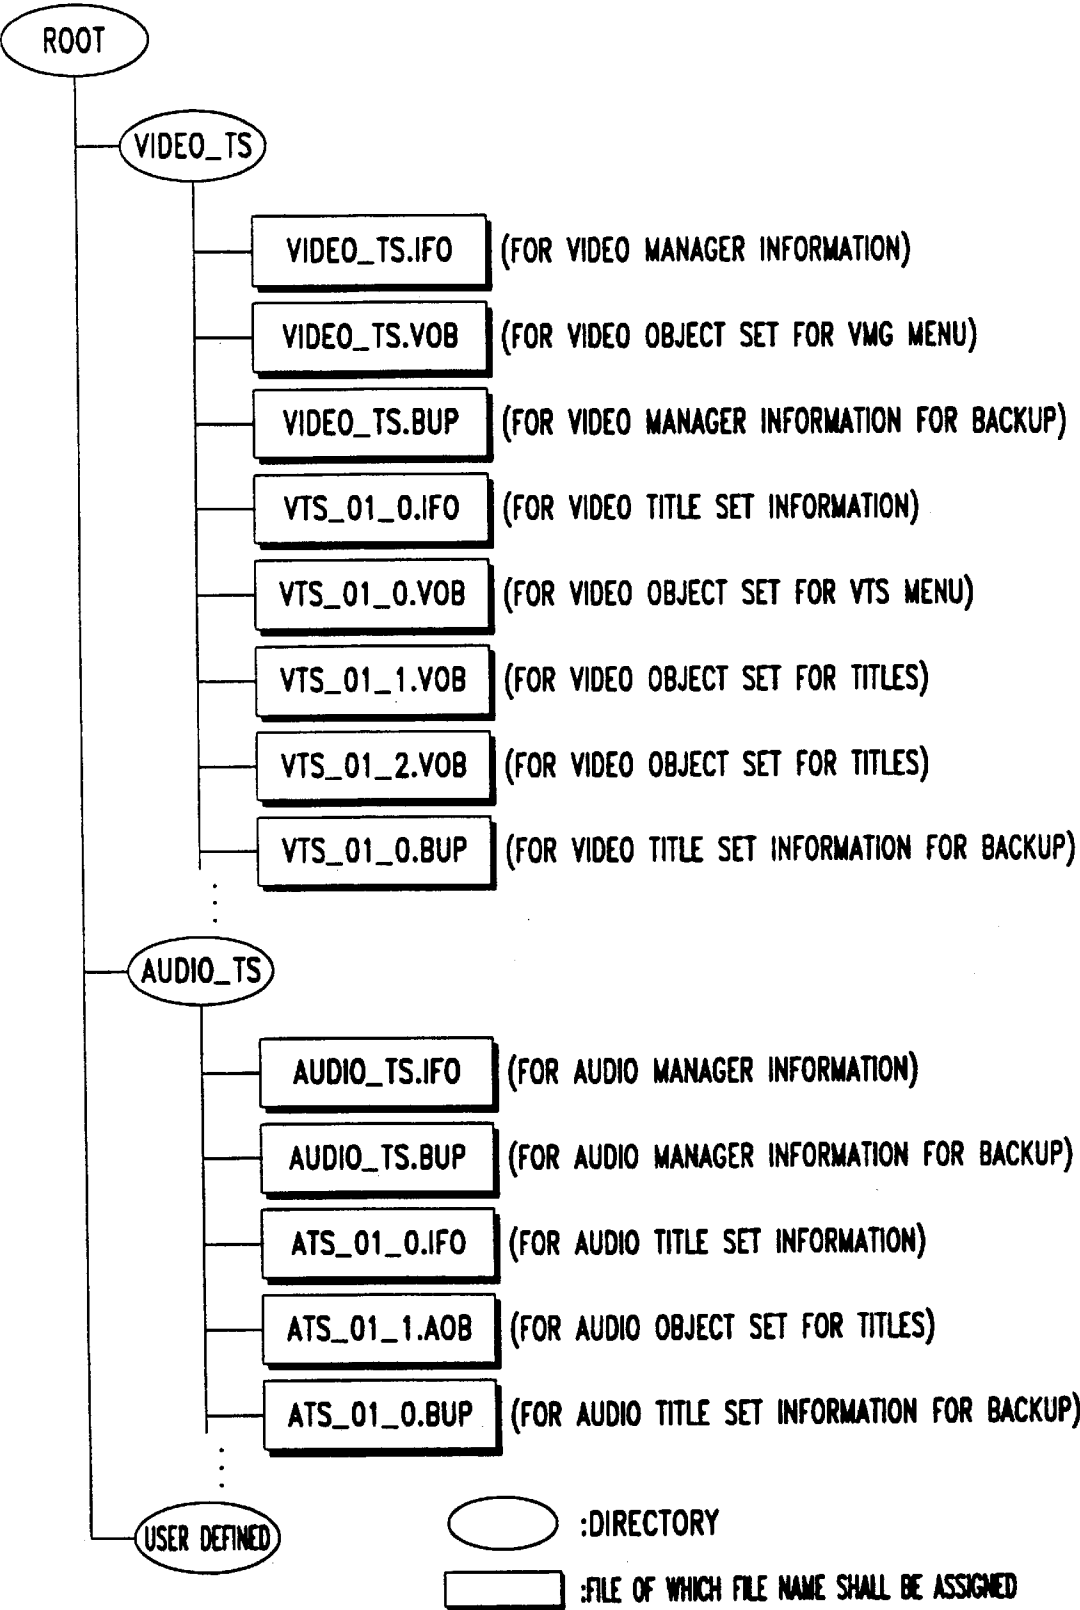 ROOT
VIDEO_TS
VIDEO_TS.IFO (FOR VIDEO MANAGER INFORMATION)
VIDEO_TS.VOB (FOR VIDEO OBJECT SET FOR VMG MENU)
VIDEO_TS.BUP (FOR VIDEO MANAGER INFORMATION FOR BACKUP)
VTS_01_0.IFO (FOR VIDEO TITLE SET INFORMATION)
VTS_01_0.VOB (FOR VIDEO OBJECT SET FOR VTS MENU)
VTS_01_1.VOB (FOR VIDEO OBJECT SET FOR TITLES)
VTS_01_2.VOB (FOR VIDEO OBJECT SET FOR TITLES)
VTS_01_0.BUP (FOR VIDEO TITLE SET INFORMATION FOR BACKUP)
AUDIO_TS
AUDIO_TS.IFO (FOR AUDIO MANAGER INFORMATION)
AUDIO_TS.BUP (FOR AUDIO MANAGER INFORMATION FOR BACKUP)
ATS_01_0.IFO (FOR AUDIO TITLE SET INFORMATION)
ATS_01_1.AOB (FOR AUDIO OBJECT SET FOR TITLES)
ATS_01_0.BUP (FOR AUDIO TITLE SET INFORMATION FOR BACKUP)
USER DEFINED
:DIRECTORY
:FILE OF WHICH FILE NAME SHALL BE ASSIGNED